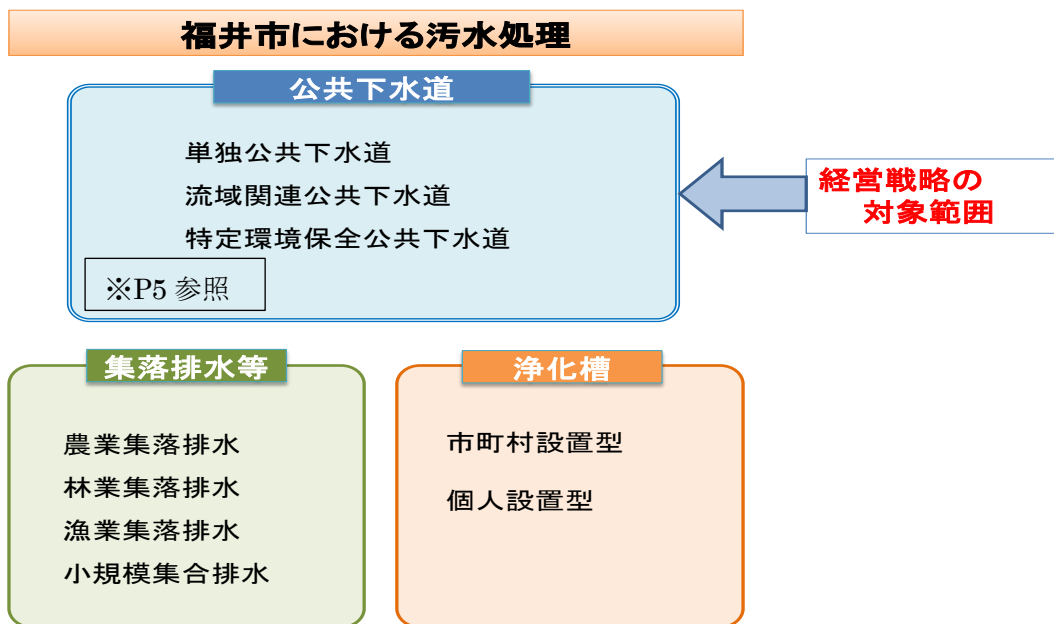 福井市における汚水処理
公共下水道
単独公共下水道
流域関連公共下水道
特定環境保全公共下水道
※P5 参照
経営戦略の
対象範囲
集落排水等
農業集落排水
林業集落排水
漁業集落排水
小規模集合排水
浄化槽
市町村設置型
個人設置型